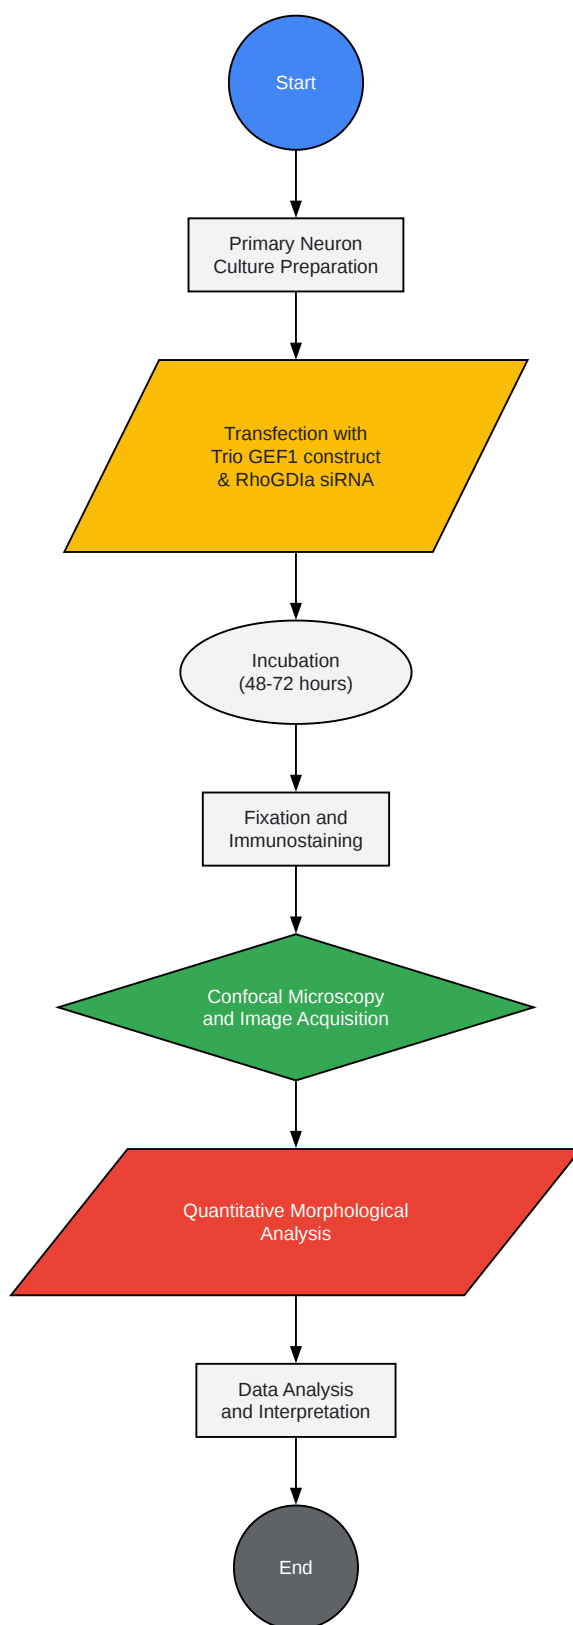 Start
Primary Neuron
Culture Preparation
Transfection with
Trio GEF1 construct
& RhoGDIa siRNA
Incubation
(48-72 hours)
Fixation and
Immunostaining
Confocal Microscopy
and Image Acquisition
Quantitative Morphological
Analysis
Data Analysis
and Interpretation
End